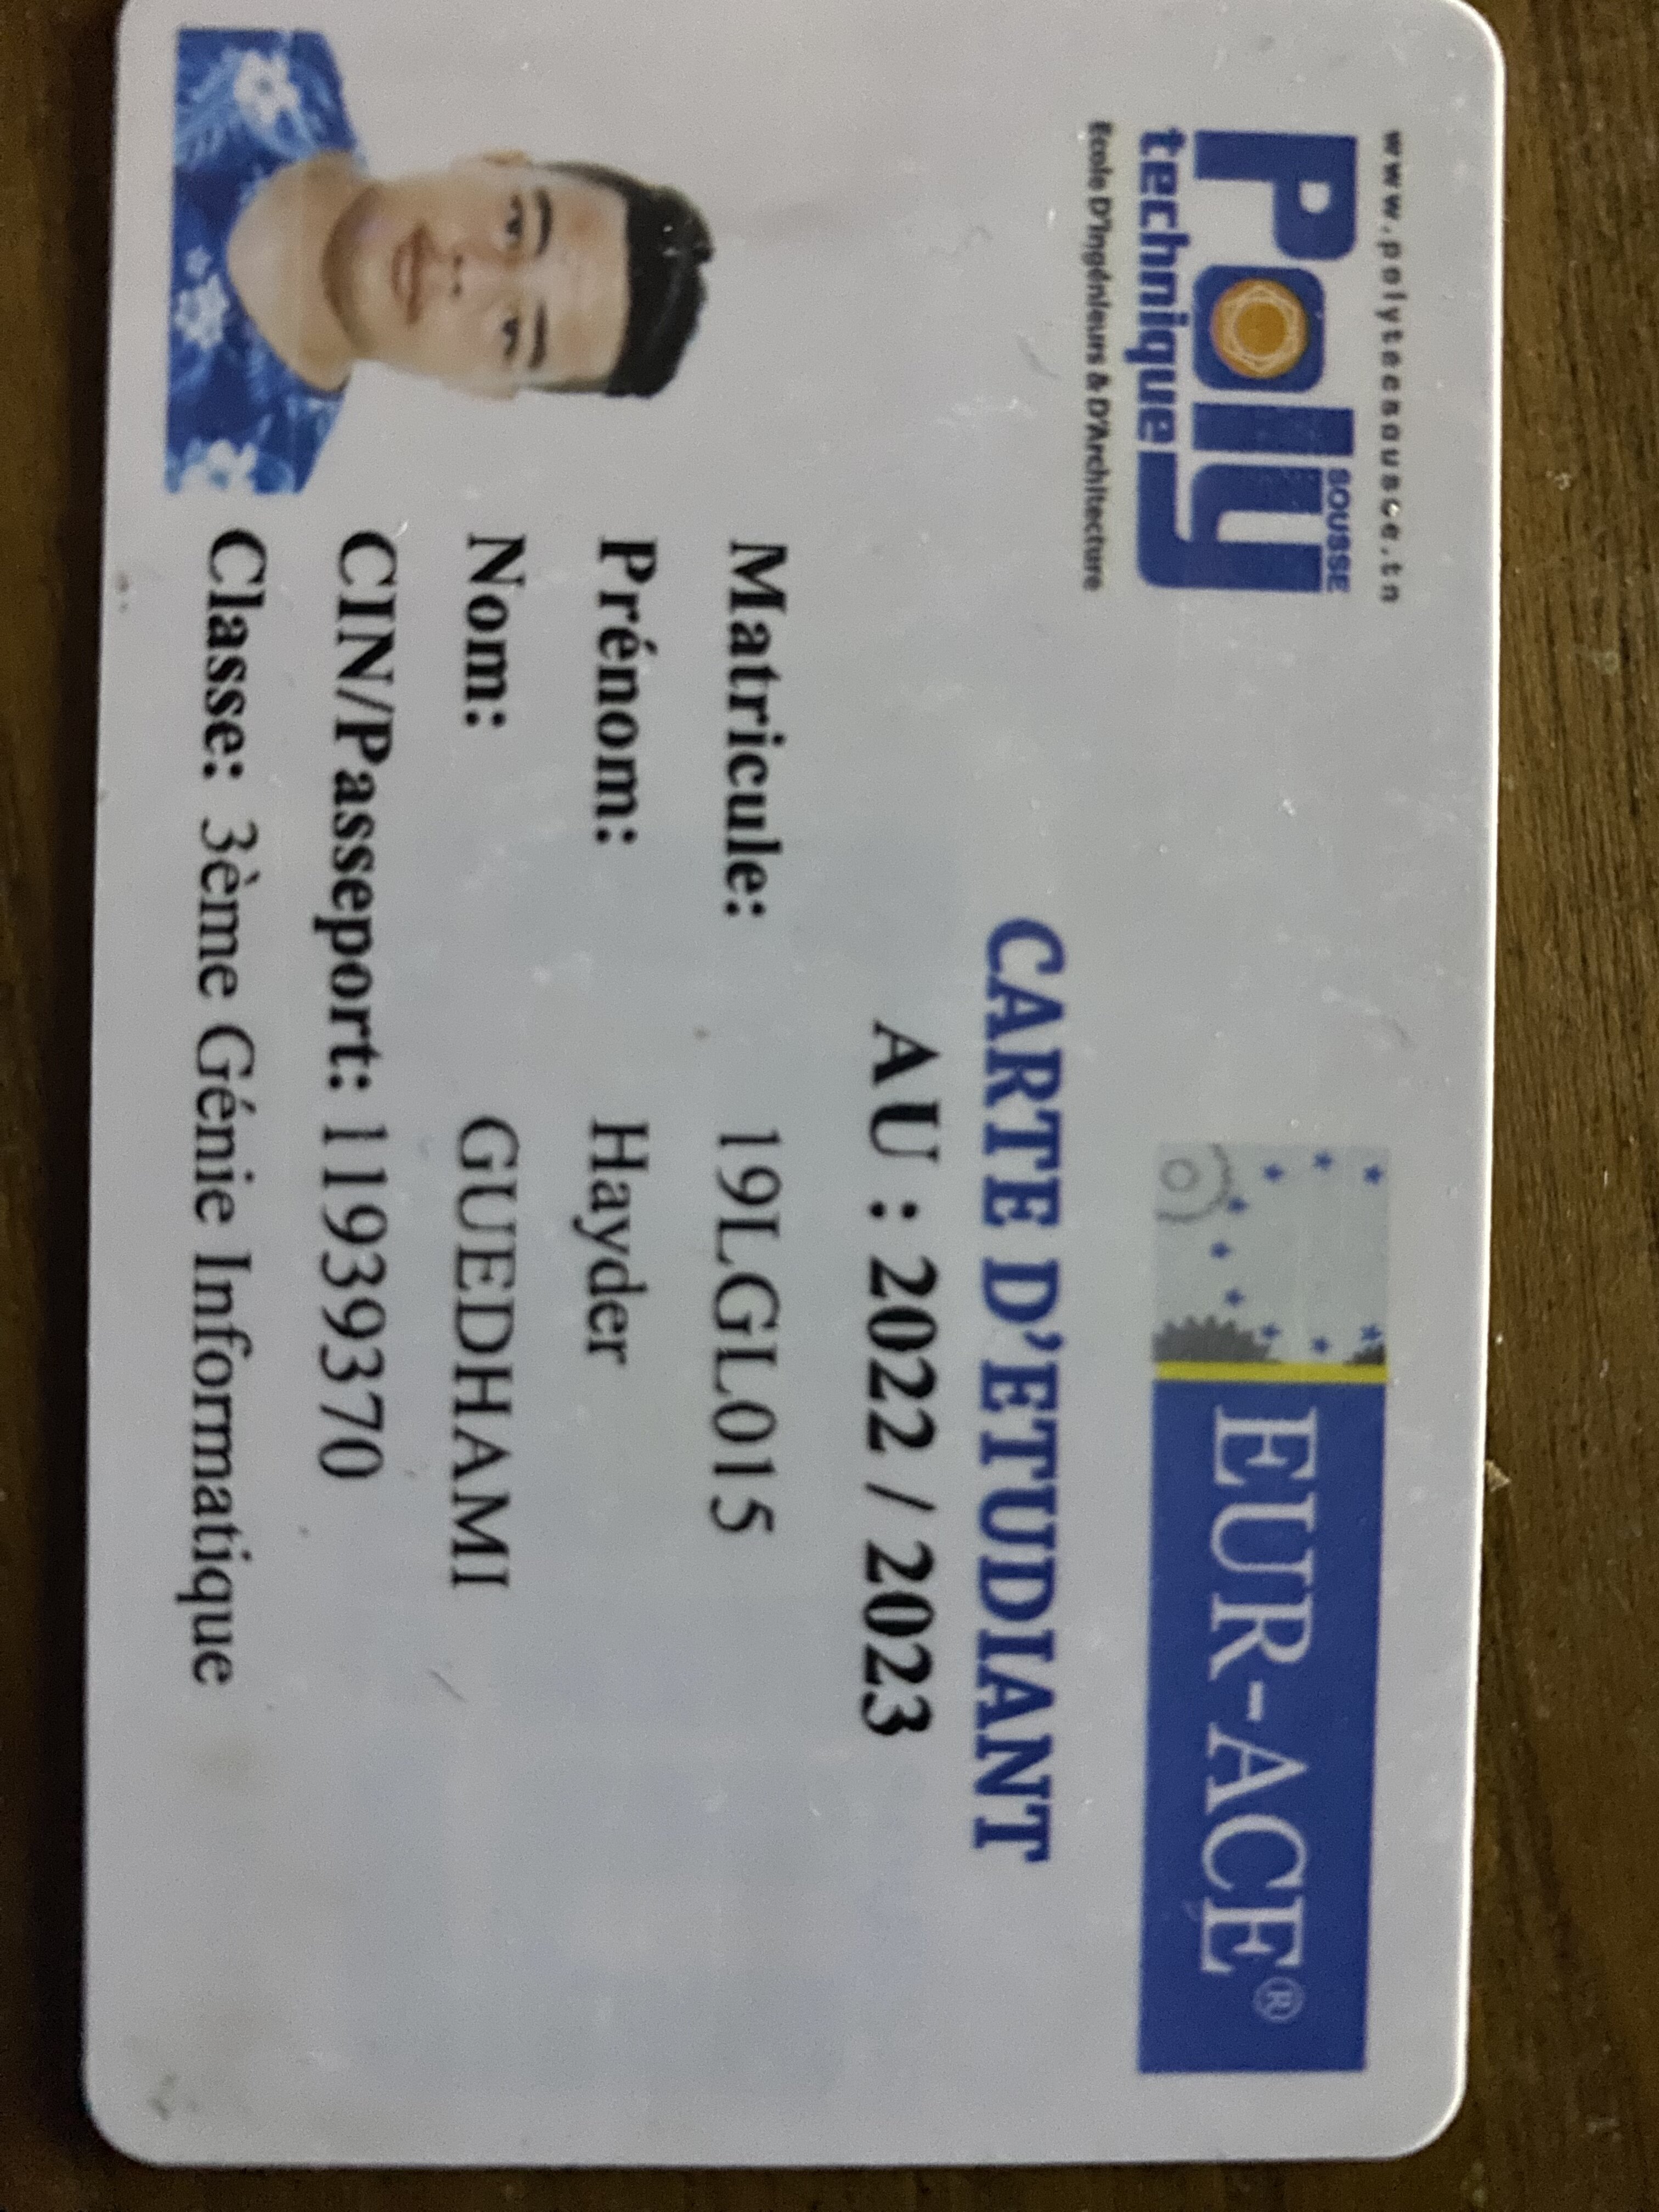 www.polytecsousse.tn
Poly SOUSSE
technique
Ecole D'Ingénieurs & D'Architecture
EUR-ACE®
CARTE D'ETUDIANT
AU : 2022 / 2023
Matricule: 19LGL015
Prénom: Hayder
Nom: GUEDHAMI
CIN/Passeport: 11939370
Classe: 3ème Génie Informatique